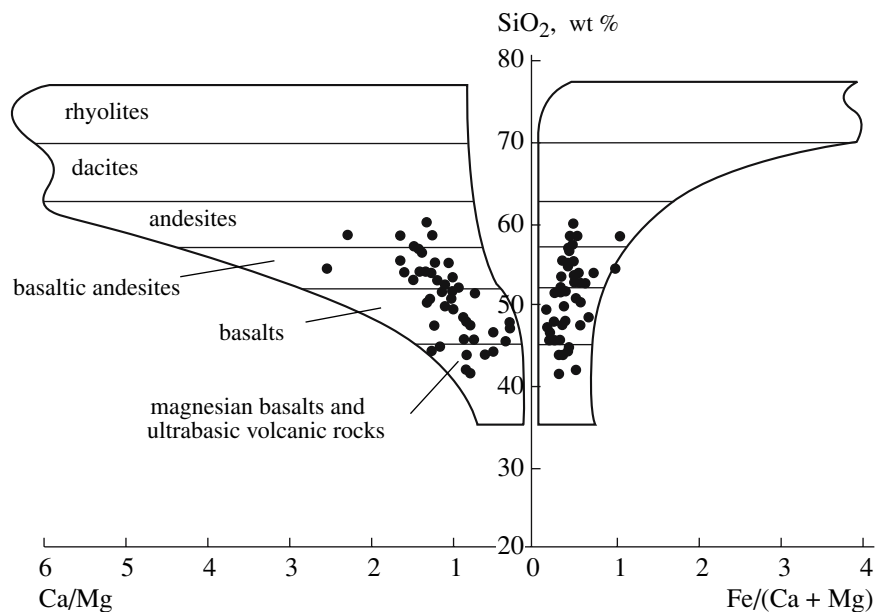 SiO2, wt %
80
70
60
50
40
30
20
rhyolites
dacites
andesites
basaltic andesites
basalts
magnesian basalts and
ultrabasic volcanic rocks
6 5 4 3 2 1 0 1 2 3 4
Ca/Mg Fe/(Ca + Mg)